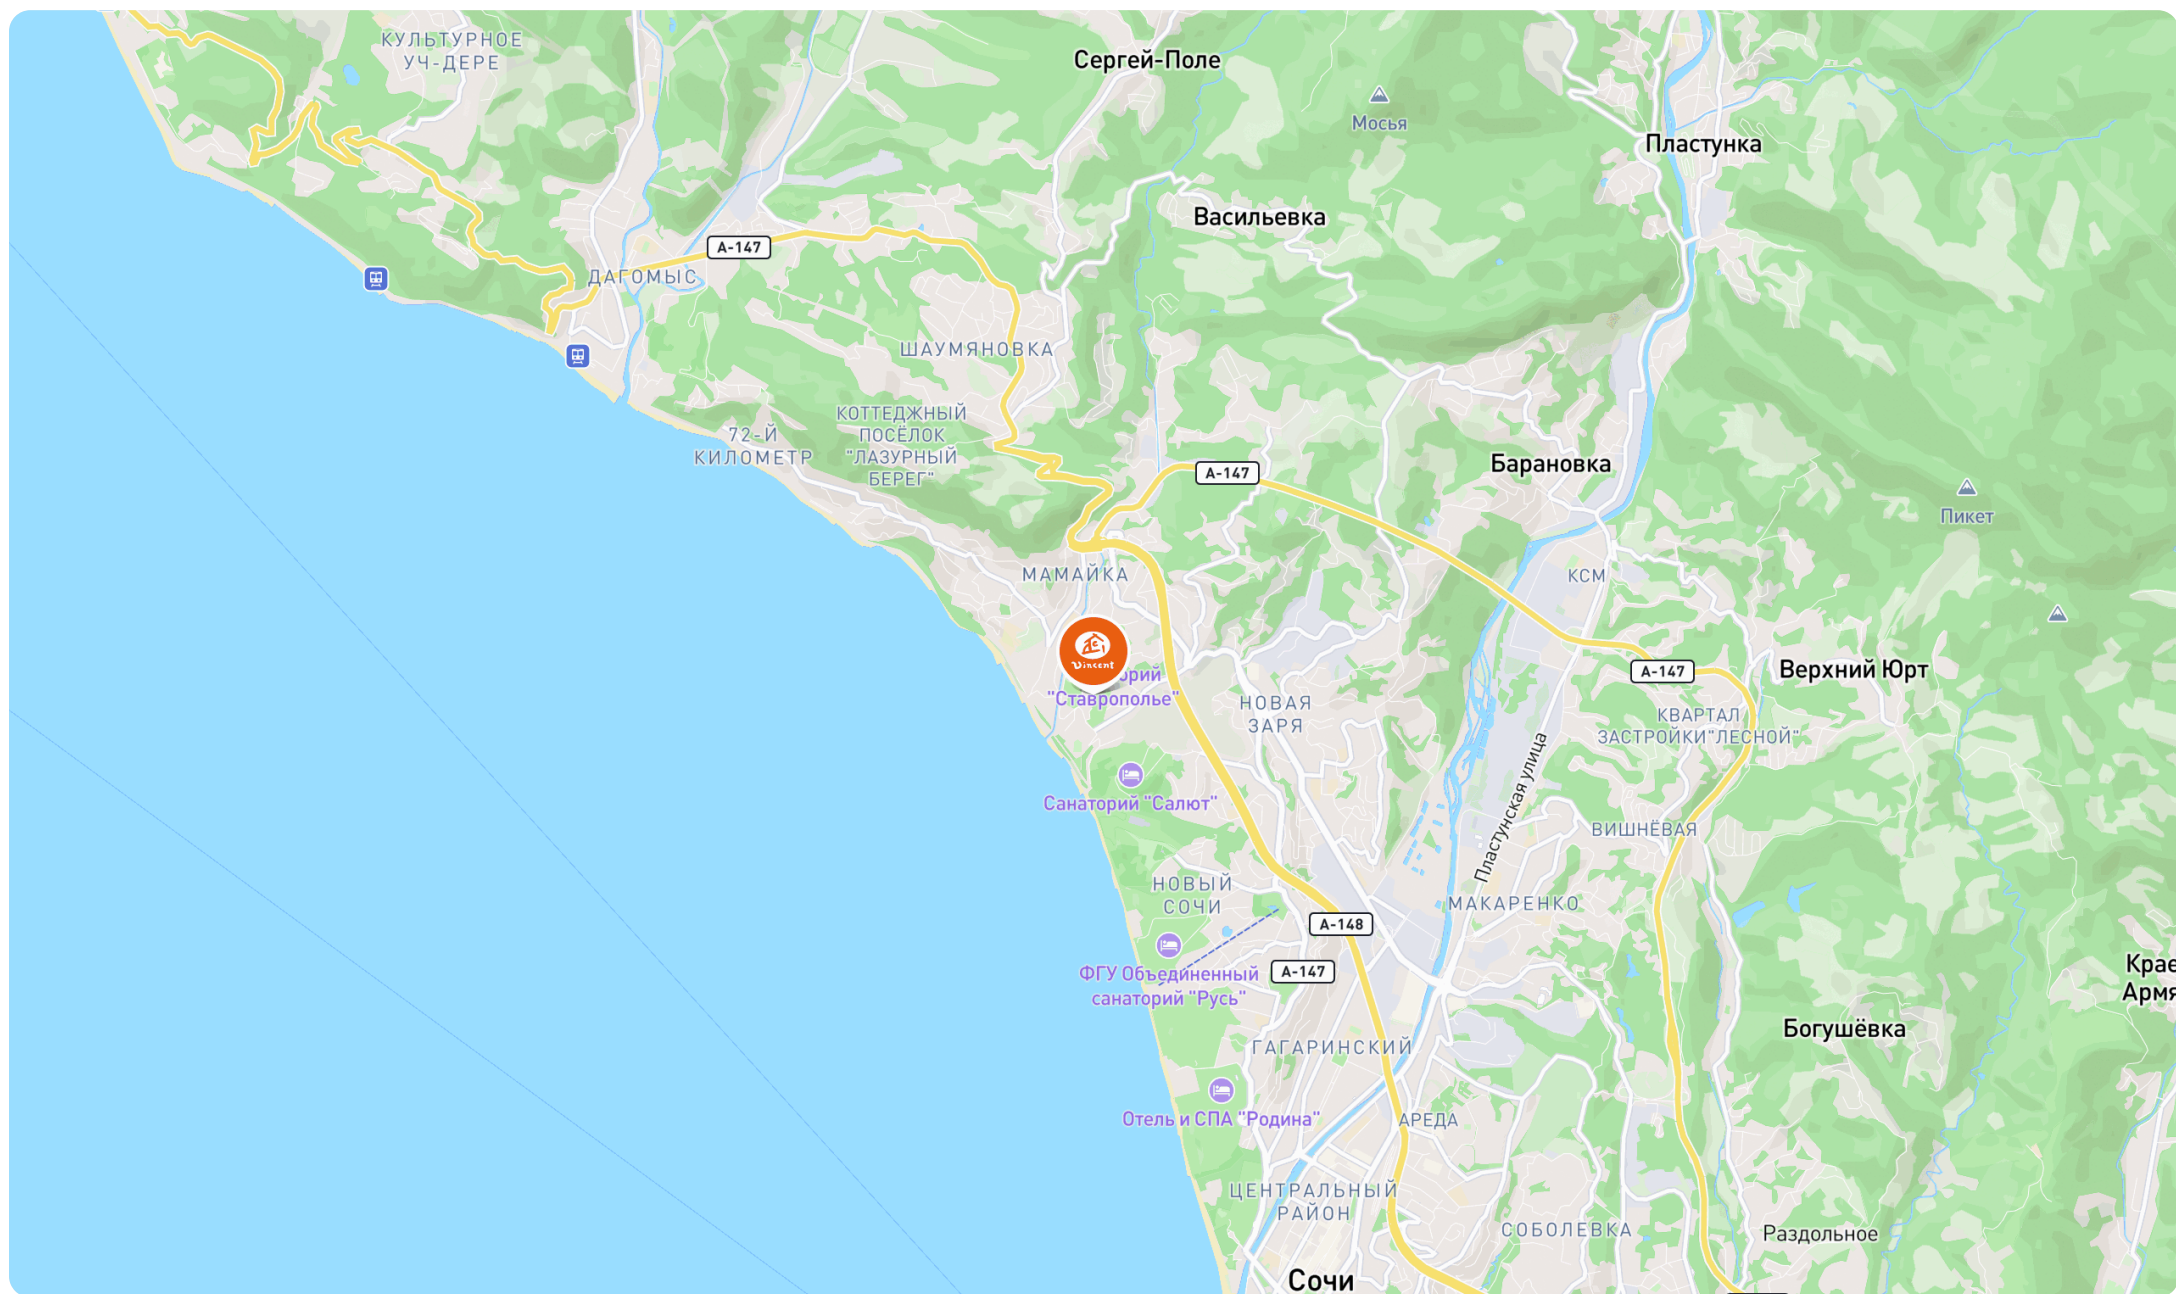 КУЛЬТУРНОЕ
УЧ-ДЕРЕ
Сергей-Поле
Мосья
Пластунка
Васильевка
А-147
ДАГОМЫС
ШАУМЯНОВКА
КОТТЕДЖНЫЙ
ПОСЁЛОК
"ЛАЗУРНЫЙ
БЕРЕГ"
72-Й
КИЛОМЕТР
А-147
Барановка
Пикет
МАМАЙКА
КСМ
Vincent
"Ставрополье"
А-147
Верхний Юрт
НОВАЯ
ЗАРЯ
КВАРТАЛ
ЗАСТРОЙКИ"ЛЕСНОЙ"
Пластунская улица
Санаторий "Салют"
ВИШНЁВАЯ
НОВЫЙ
СОЧИ
МАКАРЕНКО
А-148
А-147
ФГУ Объединенный
санаторий "Русь"
Богушёвка
ГАГАРИНСКИЙ
Отель и СПА "Родина"
АРЕДА
ЦЕНТРАЛЬНЫЙ
РАЙОН
СОБОЛЕВКА
Раздольное
Сочи